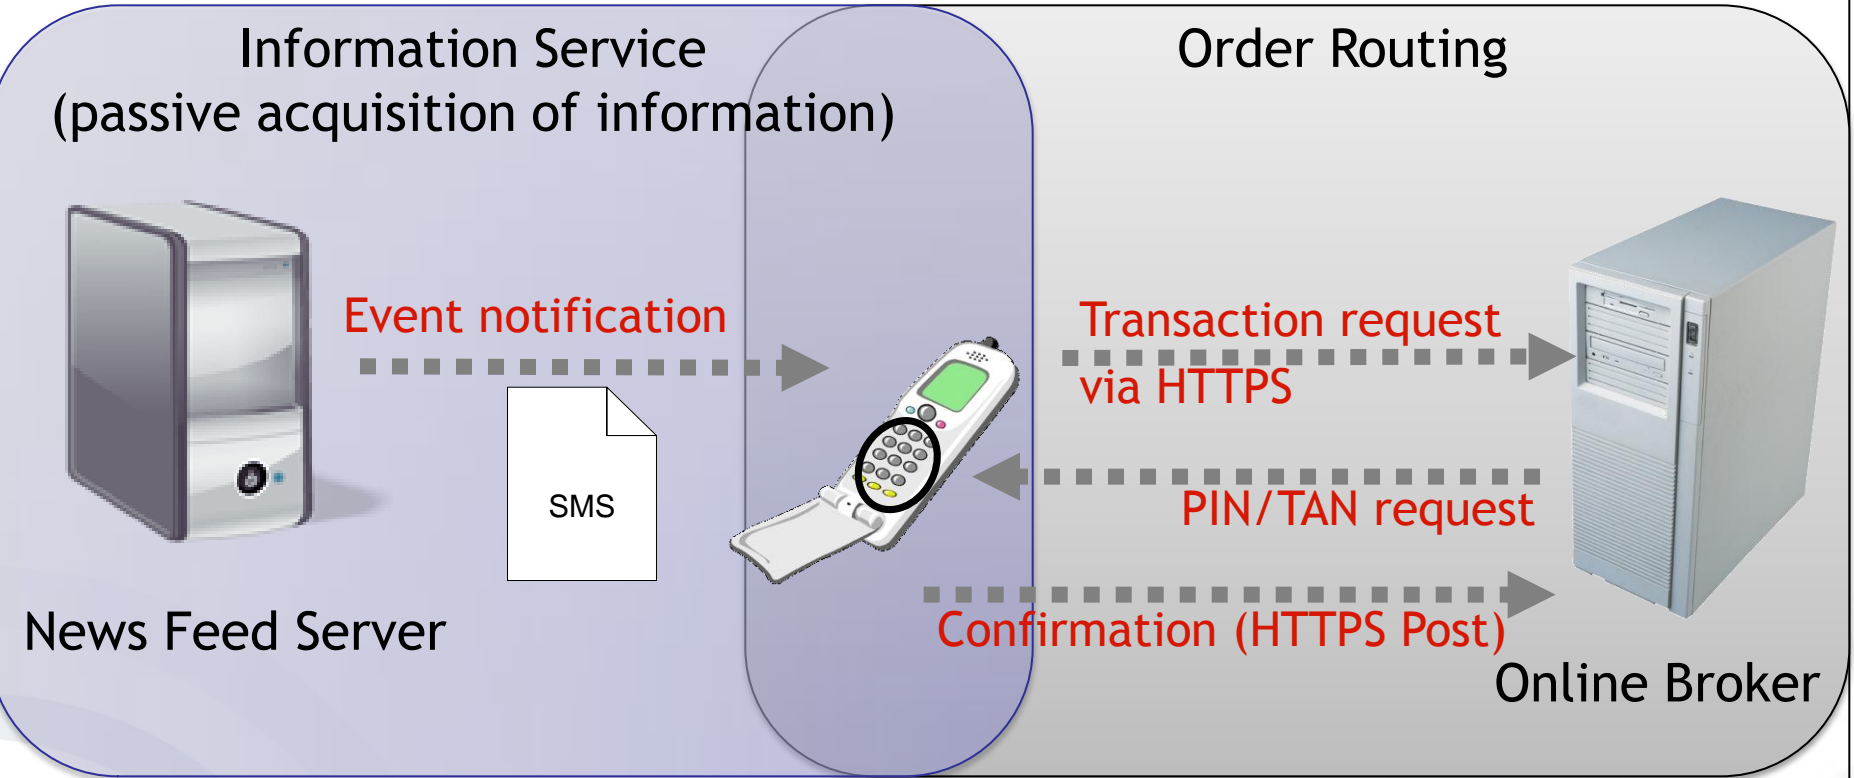 Information Service
(passive acquisition of information)
Order Routing
Event notification
SMS
News Feed Server
Transaction request
via HTTPS
PIN/TAN request
Confirmation (HTTPS Post)
Online Broker